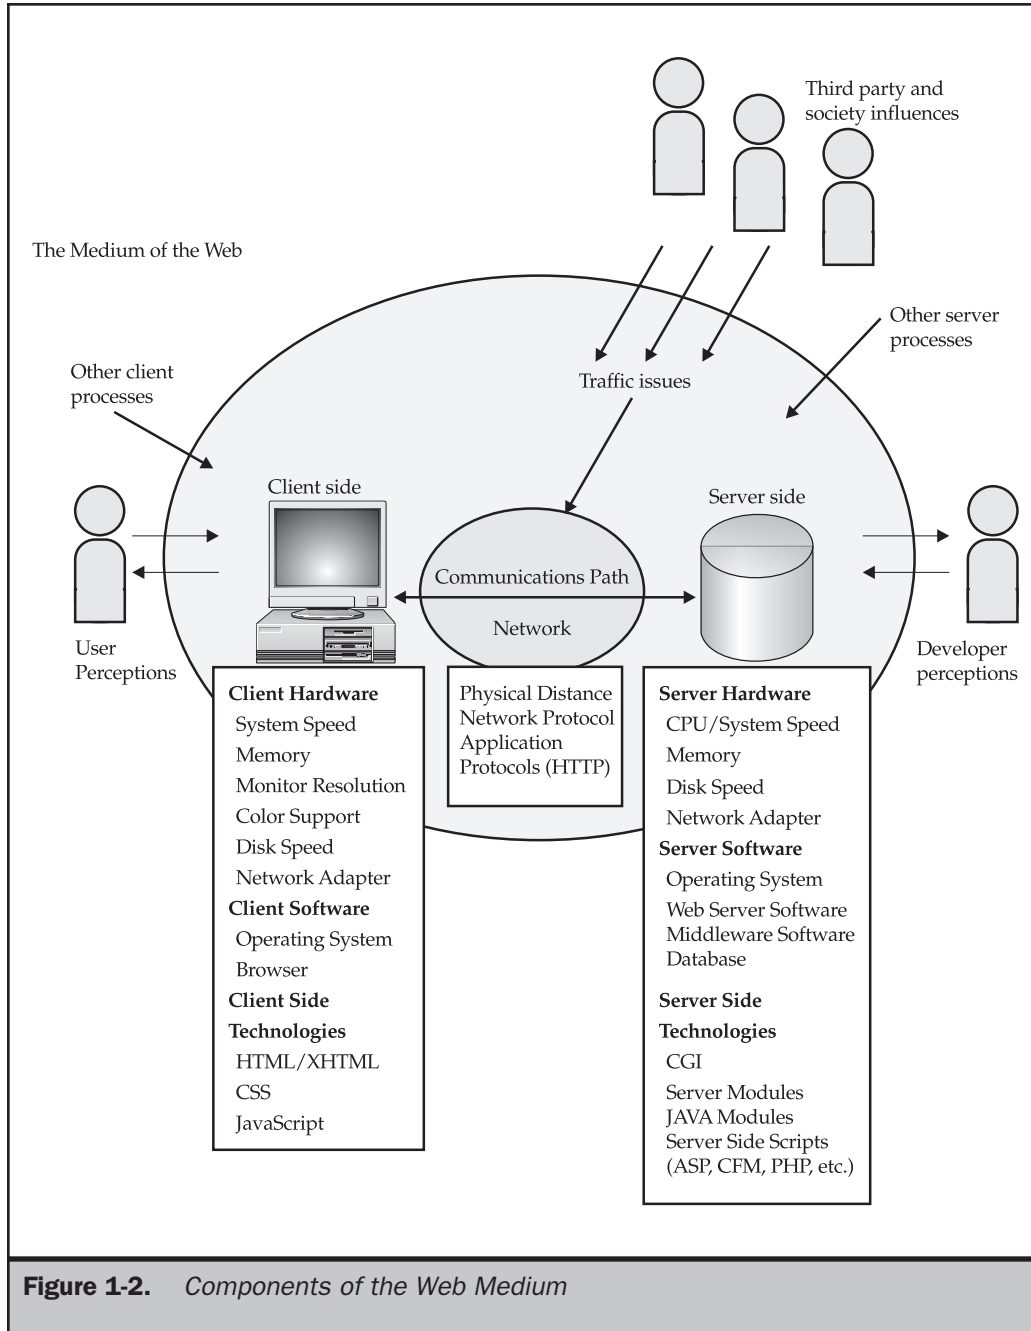 Third party and
society influences
The Medium of the Web
Other server
processes
Traffic issues
Other client
processes
Client side
Server side
Communications Path
Network
User
Perceptions
Developer
perceptions
Client Hardware
System Speed
Memory
Monitor Resolution
Color Support
Disk Speed
Network Adapter
Client Software
Operating System
Browser
Client Side
Technologies
HTML/XHTML
CSS
JavaScript
Physical Distance
Network Protocol
Application
Protocols (HTTP)
Server Hardware
CPU/System Speed
Memory
Disk Speed
Network Adapter
Server Software
Operating System
Web Server Software
Middleware Software
Database
Server Side
Technologies
CGI
Server Modules
JAVA Modules
Server Side Scripts
(ASP, CFM, PHP, etc.)
Figure 1-2. Components of the Web Medium